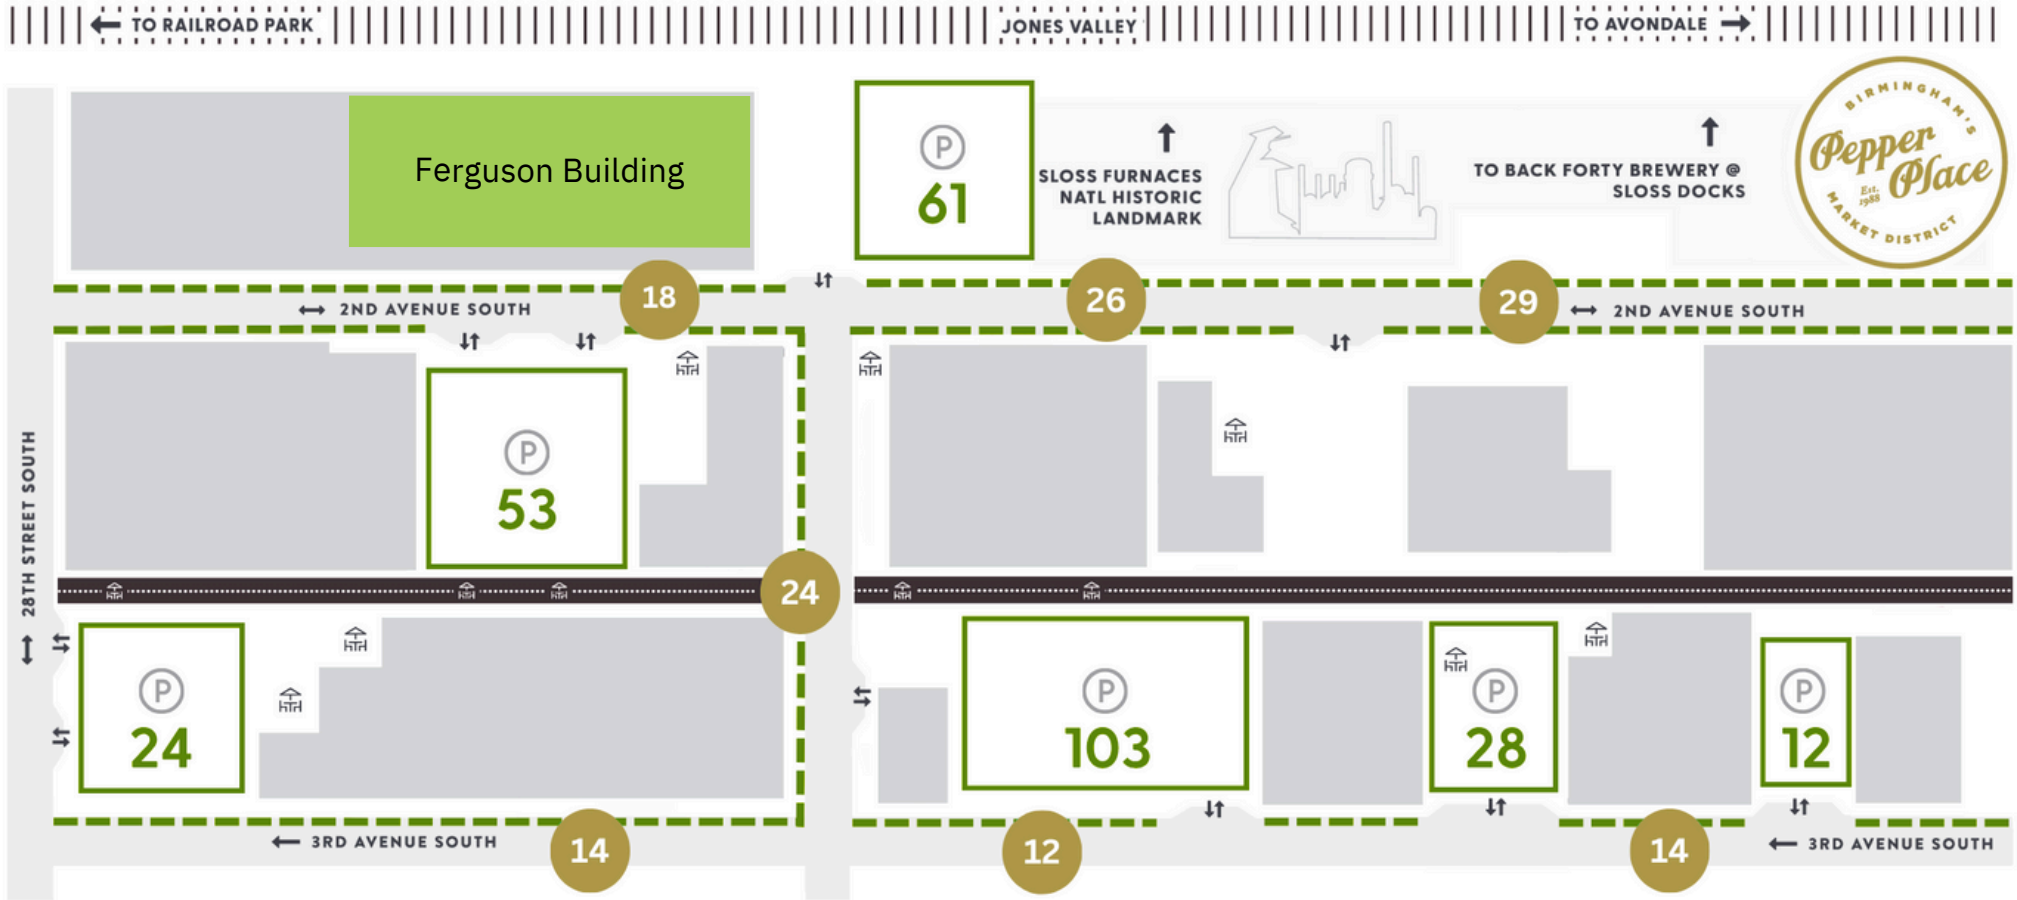 TO RAILROAD PARK
JONES VALLEY
TO AVONDALE
Ferguson Building
P
61
SLOSS FURNACES
NATL HISTORIC
LANDMARK
TO BACK FORTY BREWERY @
SLOSS DOCKS
BIRMINGHAM'S
Pepper
Place
Est.
1988
MARKET DISTRICT
18
26
29
2ND AVENUE SOUTH
2ND AVENUE SOUTH
28TH STREET SOUTH
P
53
24
P
24
P
103
P
28
P
12
14
12
14
3RD AVENUE SOUTH
3RD AVENUE SOUTH